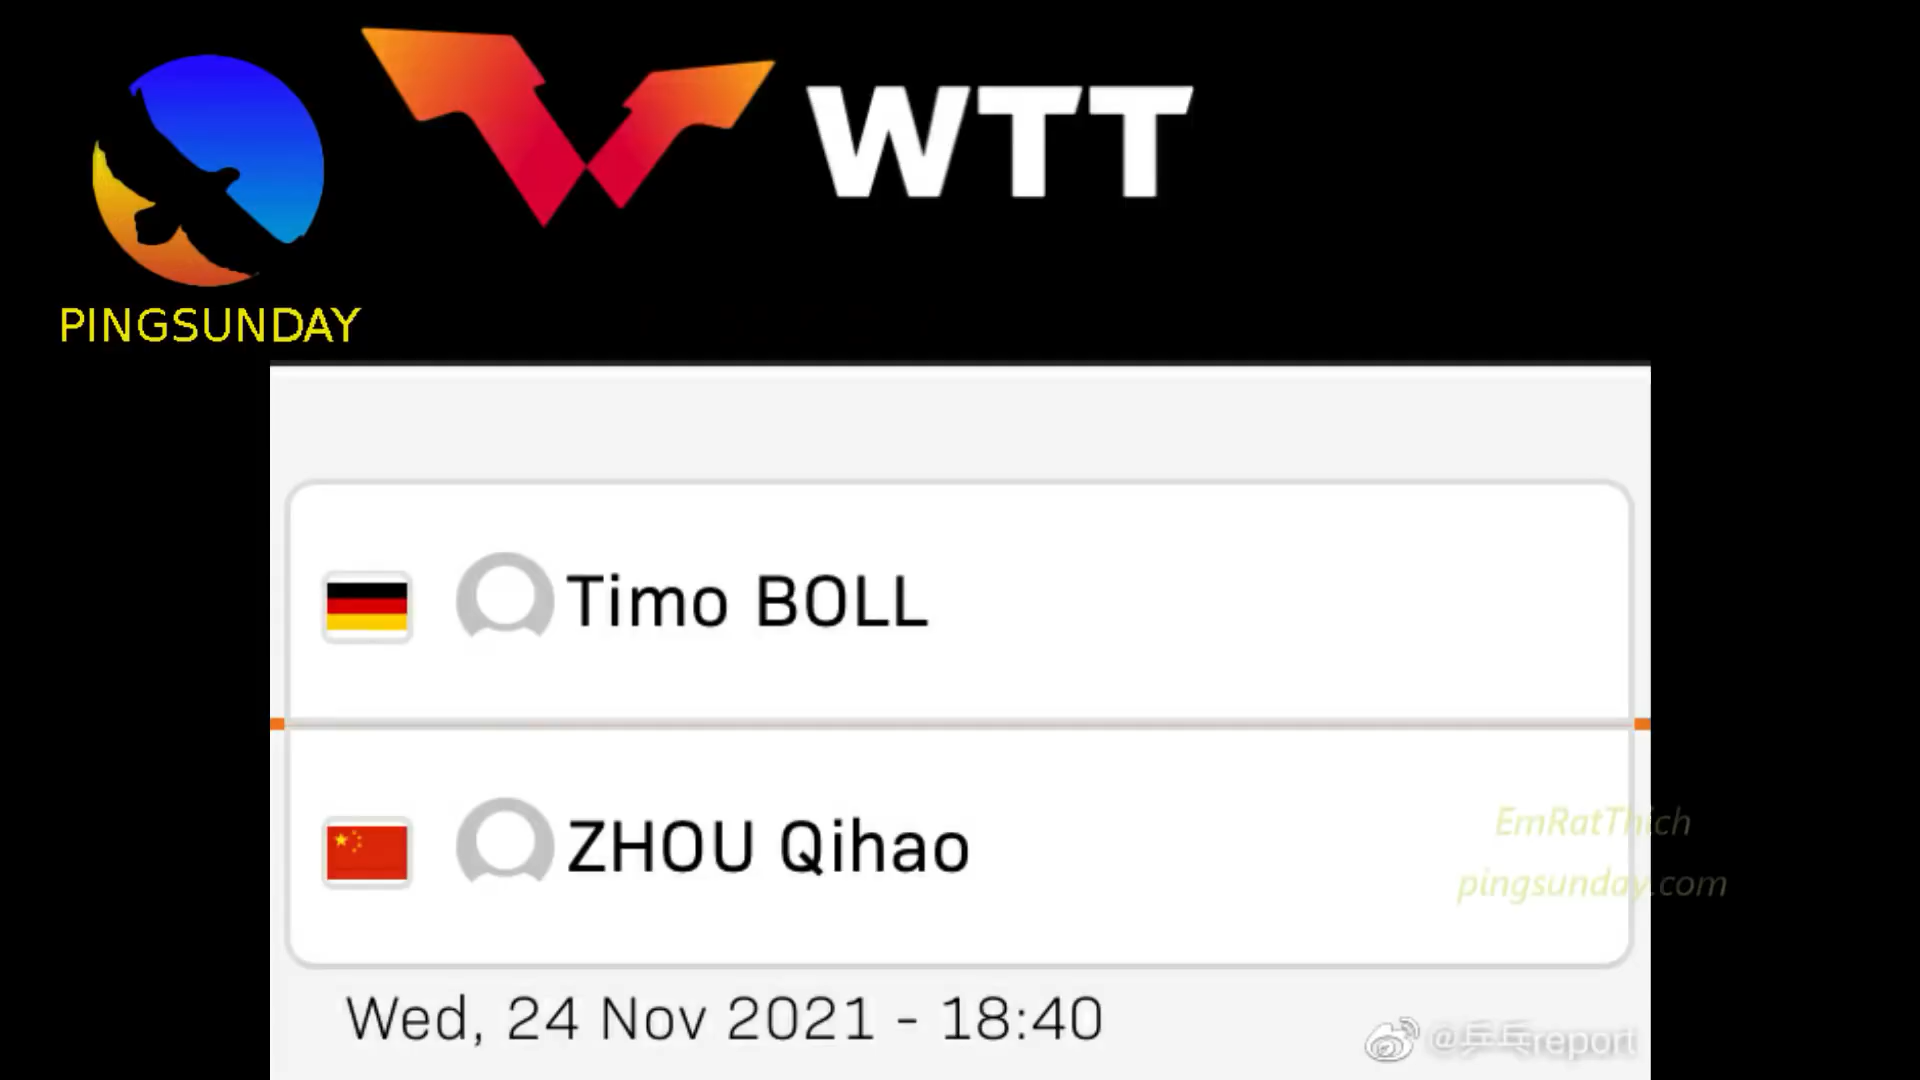 WTT
PINGSUNDAY
Timo BOLL
ZHOU Qihao
EmRatThich
pingsunday.com
Wed, 24 Nov 2021 - 18:40
@乒乓report